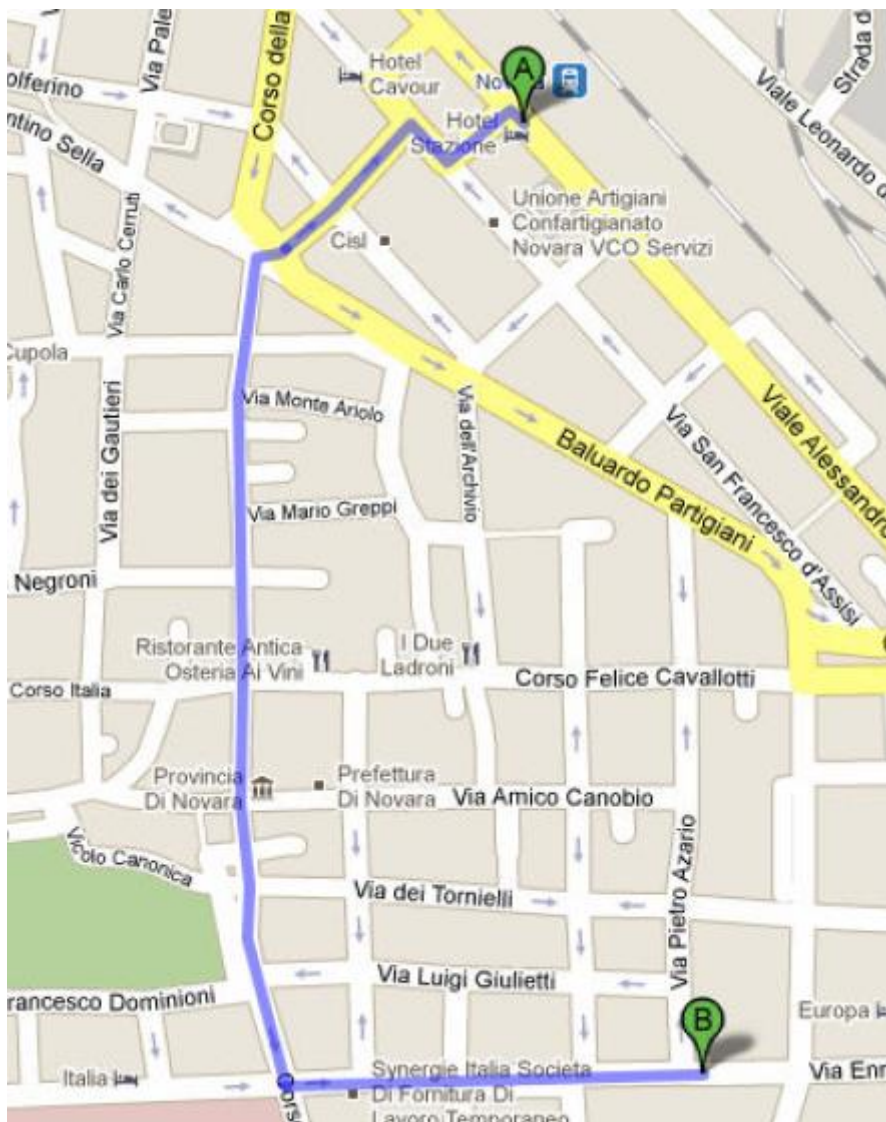 Via Pale
Corso della
Hotel
Cavour
A
Viale Leonardo d
Strada d
olferino
ntino Sella
Hotel
Stazione
Unione Artigiani
Confartigianato
Novara VCO Servizi
Cisl
Via Carlo Cerruti
Cupola
Via dei Gautieri
Via Monte Ariolo
Via dell'Archivio
Baluardo Partigiani
Via San Francesco d'Assisi
Viale Alessandro
Via Mario Greppi
Negroni
Ristorante Antica
Osteria Ai Vini
I Due
Ladroni
Corso Italia
Corso Felice Cavallotti
Provincia
Di Novara
Prefettura
Di Novara
Via Amico Canobio
Vicolo Canonica
Via dei Tornielli
Via Pietro Azario
Via Luigi Giulietti
rancesco Dominioni
B
Europa
Italia
Corso
Synergie Italia Societa
Di Fornitura Di
Lavoro Temporaneo
Via Enr